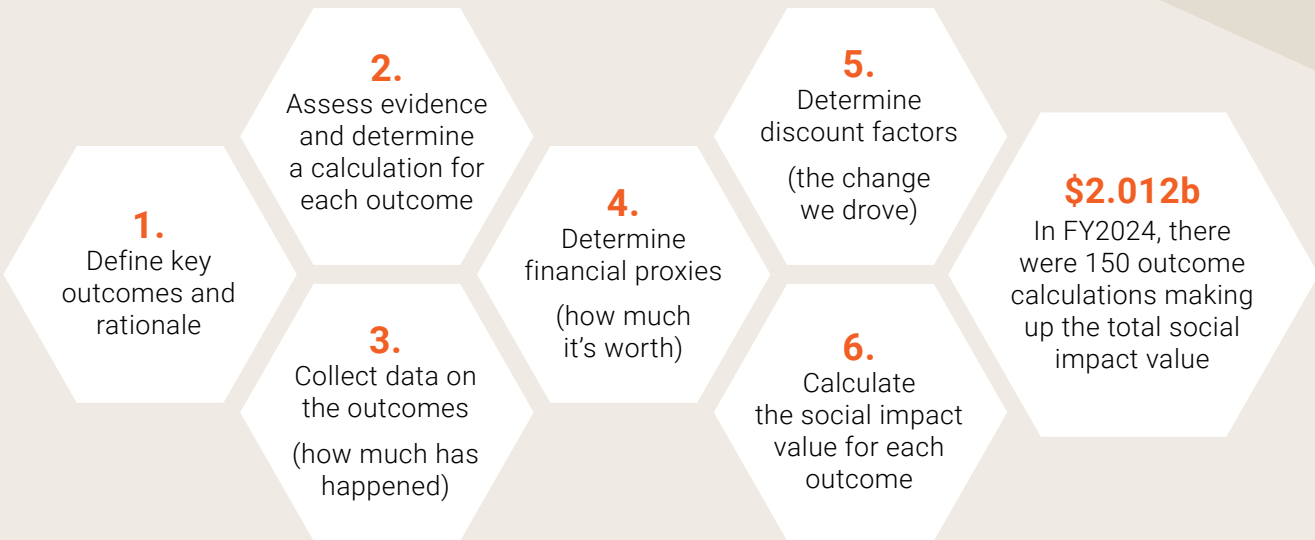 1.
Define key
outcomes and
rationale
2.
Assess evidence
and determine
a calculation for
each outcome
3.
Collect data on
the outcomes
(how much has
happened)
4.
Determine
financial proxies
(how much
it’s worth)
5.
Determine
discount factors
(the change
we drove)
6.
Calculate
the social impact
value for each
outcome
$2.012b
In FY2024, there
were 150 outcome
calculations making
up the total social
impact value